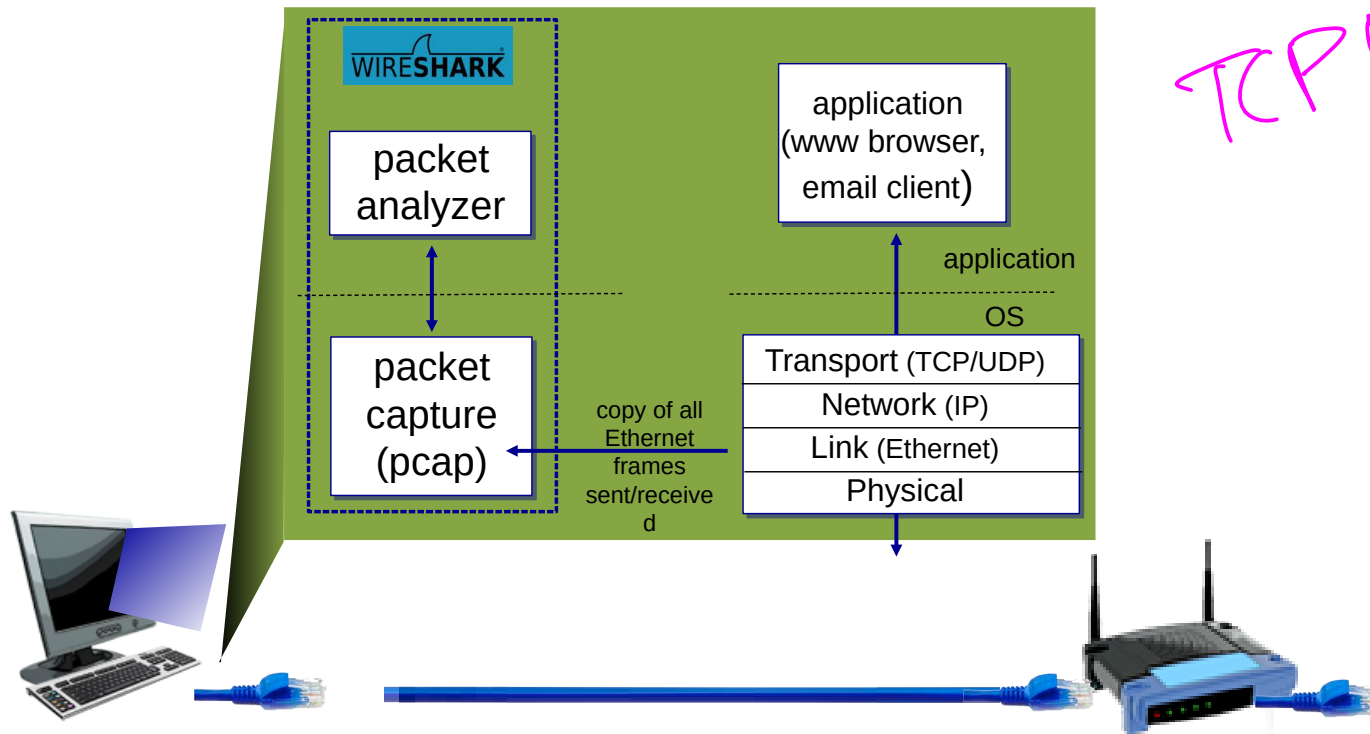 WIRESHARK
packet
analyzer
packet
capture
(pcap)
copy of all
Ethernet
frames
sent/receive
d
application
(www browser,
email client)
application
OS
Transport (TCP/UDP)
Network (IP)
Link (Ethernet)
Physical
TCP